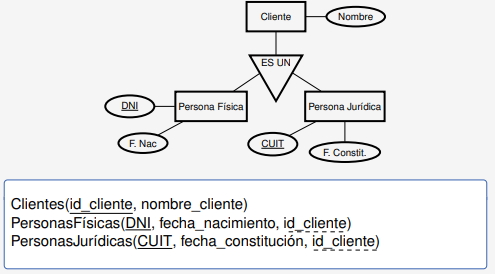 Cliente
Nombre
ES UN
DNI
Persona Física
Persona Jurídica
F. Nac
CUIT
F. Constit.
Clientes(id_cliente, nombre_cliente)
PersonasFísicas(DNI, fecha_nacimiento, id_cliente)
PersonasJurídicas(CUIT, fecha_constitución, id_cliente)